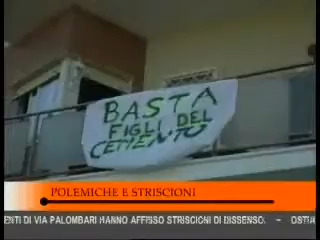 BASTA
FIGLI DEL
CEMENTO
POLEMICHE E STRISCIONI
ENTI DI VIA PALOMBARI HANNO AFFISSO STRISCIONI DI DISSENSO. — OSTIA